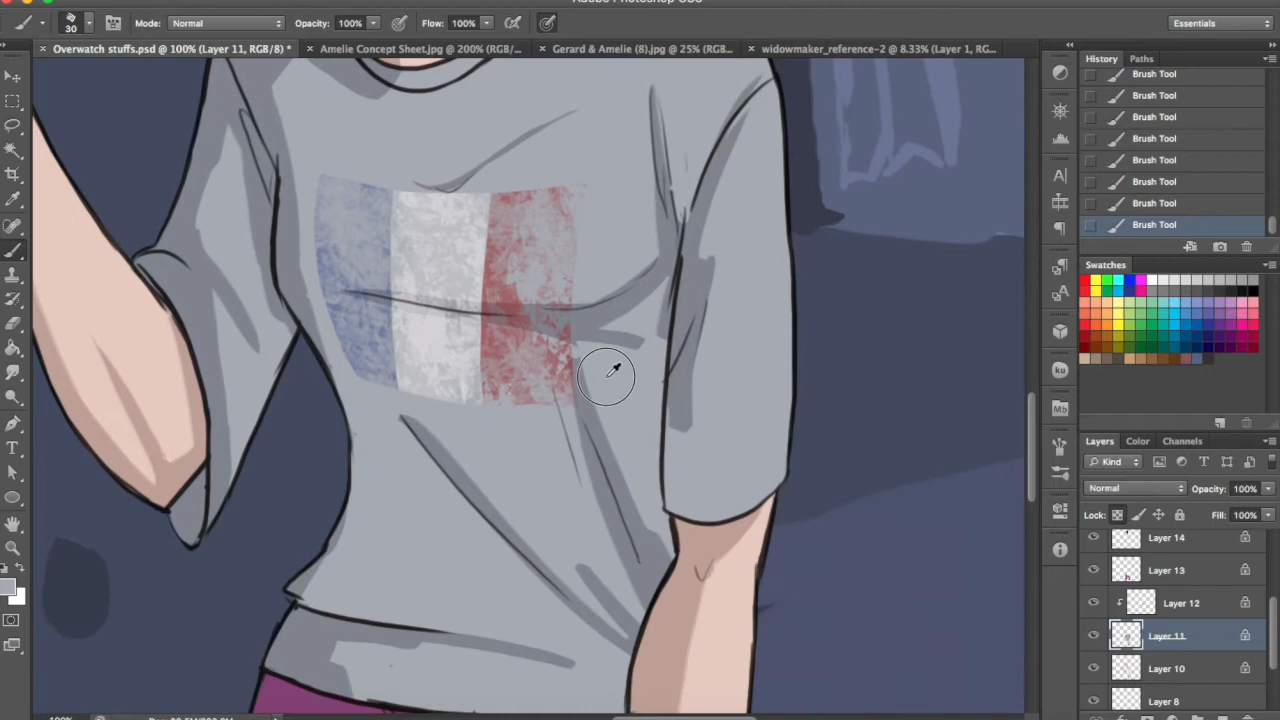 30
Mode:
Normal
Opacity:
100%
Flow:
100%
Essentials
Overwatch stuffs.psd @ 100% (Layer 11, RGB/8) *
Amelie Concept Sheet.jpg @ 200% (RGB/...
Gerard & Amelie (8).jpg @ 25% (RGB...
widowmaker_reference-2 @ 8.33% (Layer 1, RG...
History
Paths
Brush Tool
Brush Tool
Brush Tool
Brush Tool
Brush Tool
Brush Tool
Brush Tool
Brush Tool
Swatches
ku
Mb
Layers
Color
Channels
Kind
Normal
Opacity:
100%
Lock:
Fill:
100%
Layer 14
Layer 13
Layer 12
Layer 11
Layer 10
Layer 8